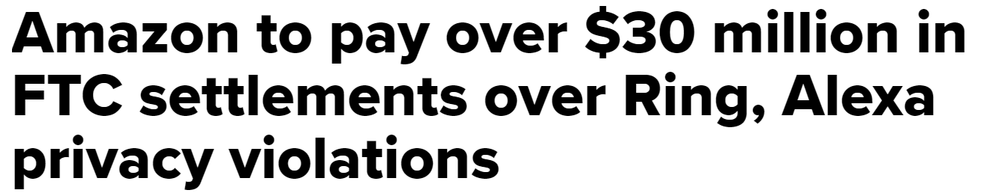 Amazon to pay over $30 million in
FTC settlements over Ring, Alexa
privacy violations